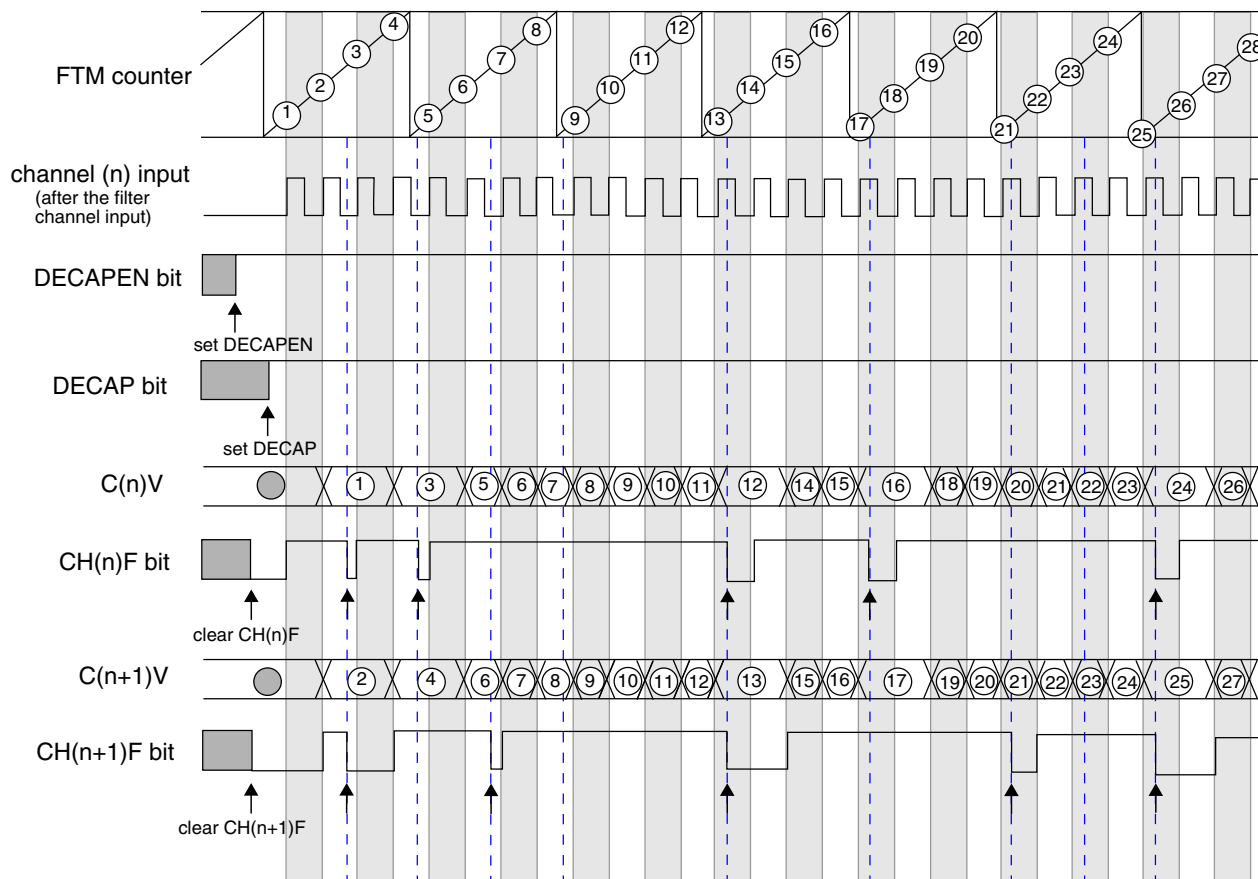 4 8 12 16 20 24 28
3 7 11 15 19 23 27
FTM counter
2 6 10 14 18 22 26
1 5 9 13 17 21 25
channel (n) input
(after the filter
channel input)
DECAPEN bit
set DECAPEN
DECAP bit
set DECAP
C(n)V 1 3 5 6 7 8 9 10 11 12 14 15 16 18 19 20 21 22 23 24 26
CH(n)F bit
clear CH(n)F
C(n+1)V 2 4 6 7 8 9 10 11 12 13 15 16 17 19 20 21 22 23 24 25 27
CH(n+1)F bit
clear CH(n+1)F